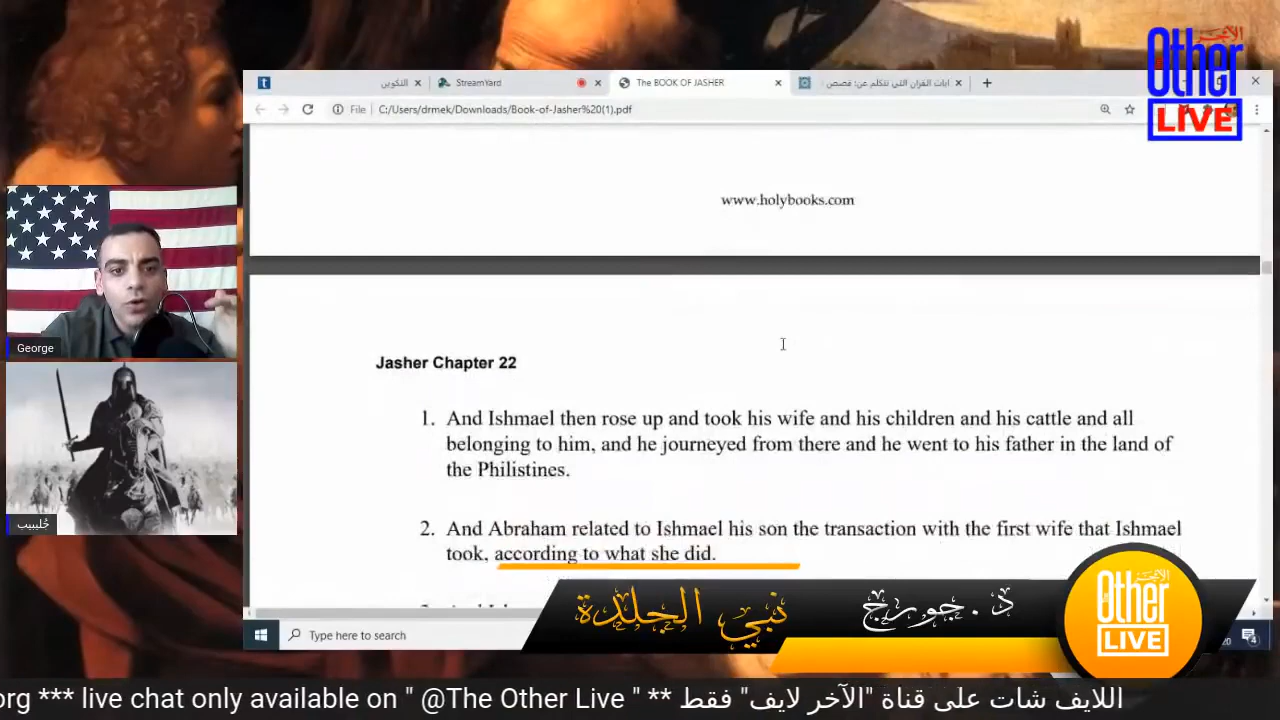 الآخر
Other
LIVE
التكوين
StreamYard
The BOOK OF JASHER
ايات القران التي تتكلم عن: قصص
File
C:/Users/drmek/Downloads/Book-of-Jasher%20(1).pdf
www.holybooks.com
Jasher Chapter 22
1. And Ishmael then rose up and took his wife and his children and his cattle and all
belonging to him, and he journeyed from there and he went to his father in the land of
the Philistines.
2. And Abraham related to Ishmael his son the transaction with the first wife that Ishmael
took, according to what she did.
George
جُليبيب
د. جورج
نبي الجلدة
الآخر
Other
LIVE
Type here to search
20
4
org *** live chat only available on " @The Other Live " ** اللايف شات على قناة "الآخر لايف" فقط